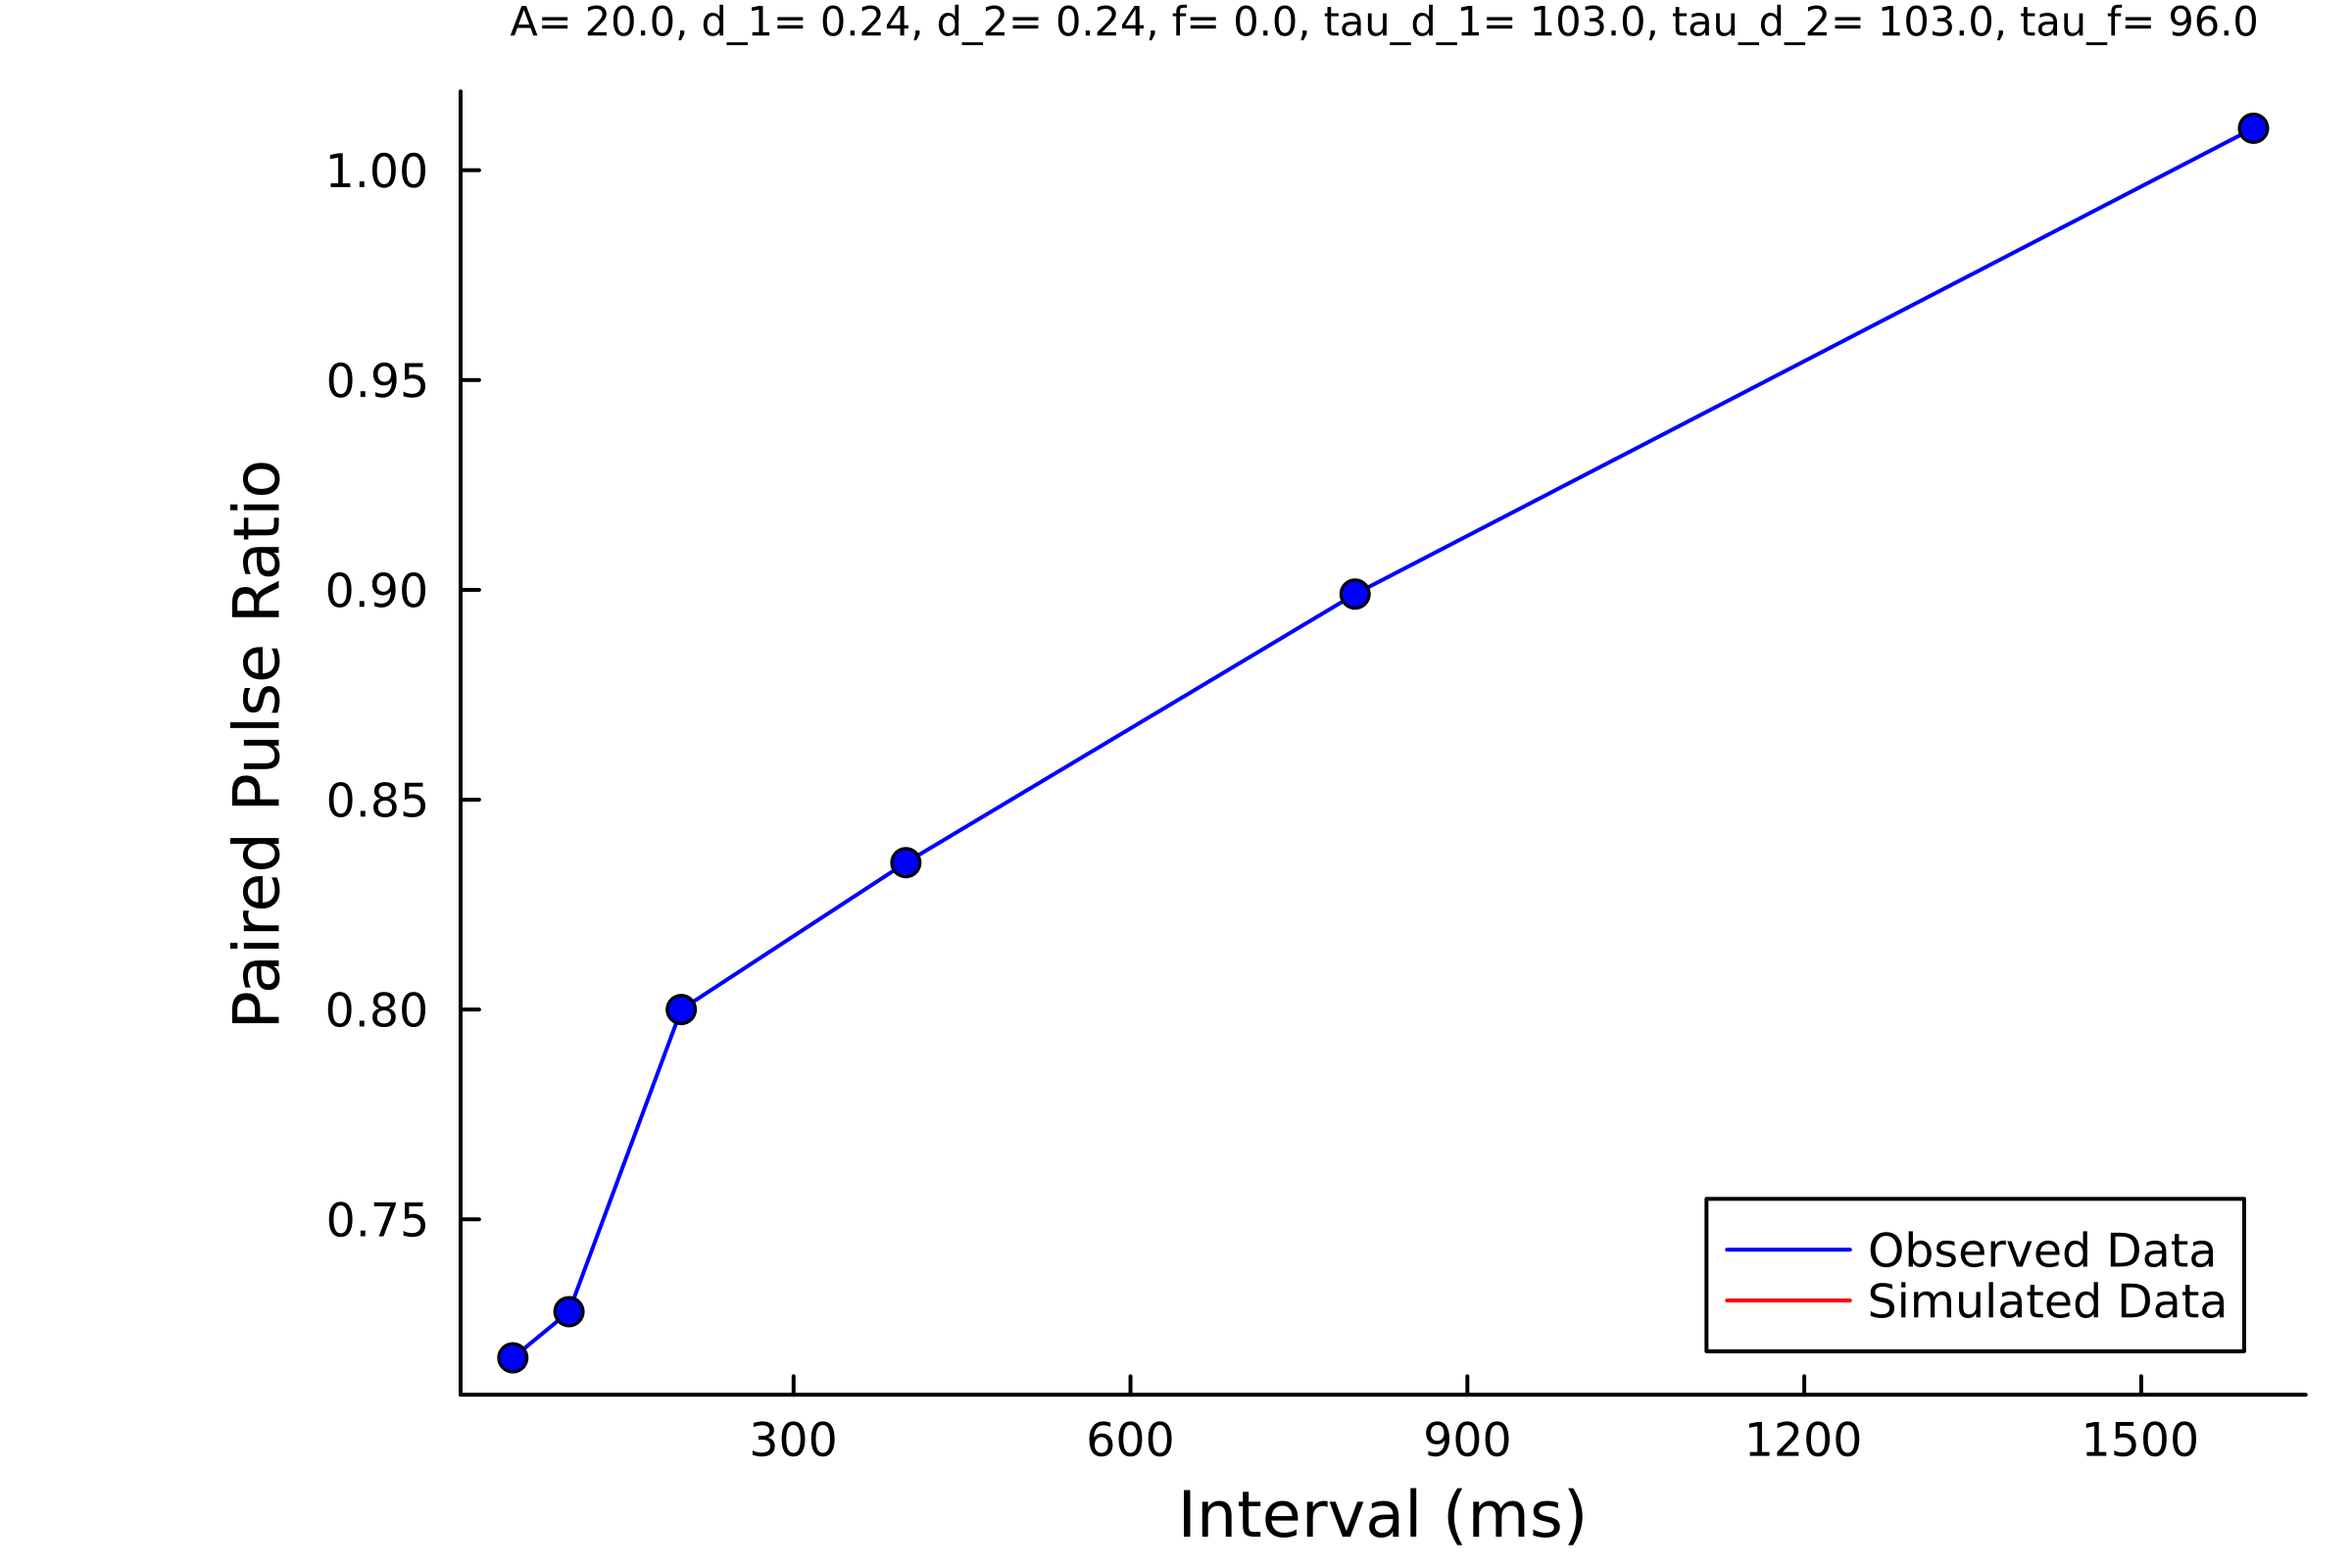 A= 20.0, d_1= 0.24, d_2= 0.24, f= 0.0, tau_d_1= 103.0, tau_d_2= 103.0, tau_f= 96.0
Paired Pulse Ratio
1.00
0.95
0.90
0.85
0.80
0.75
Observed Data
Simulated Data
300 600 900 1200 1500
Interval (ms)